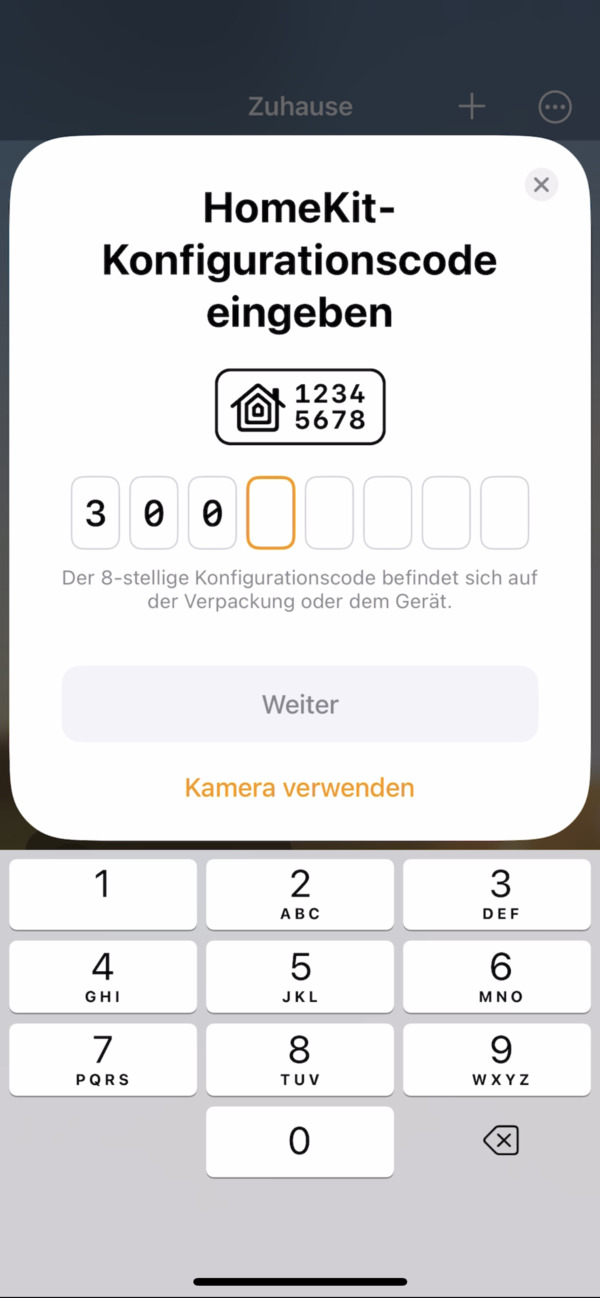 Zuhause
HomeKit-
Konfigurationscode
eingeben
1234
5678
3 0 0
Der 8-stellige Konfigurationscode befindet sich auf
der Verpackung oder dem Gerät.
Weiter
Kamera verwenden
1 2 3
ABC DEF
4 5 6
GHI JKL MNO
7 8 9
PQRS TUV WXYZ
0